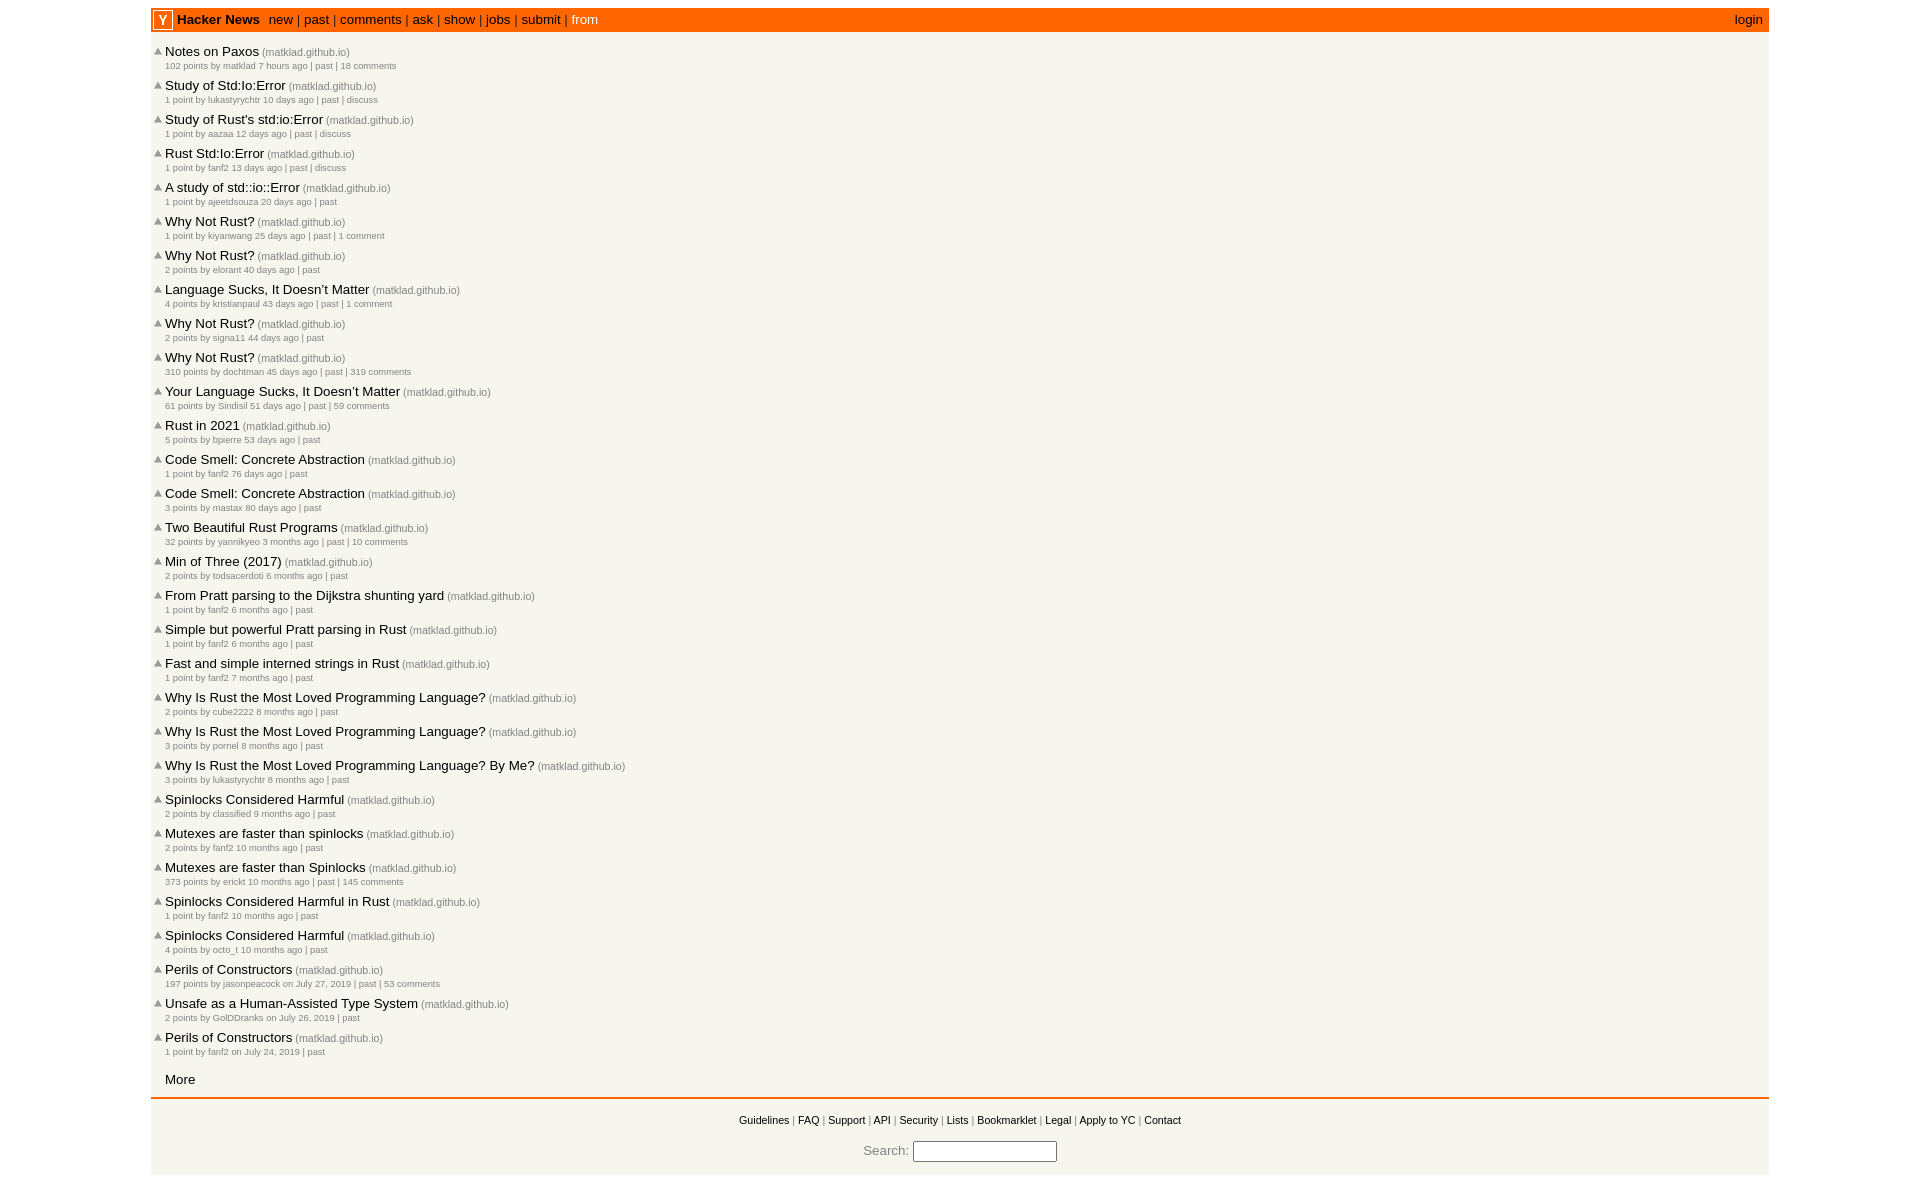 Y Hacker News new | past | comments | ask | show | jobs | submit | from login
Notes on Paxos (matklad.github.io)
102 points by matklad 7 hours ago | past | 18 comments
Study of Std:Io:Error (matklad.github.io)
1 point by lukastyrychtr 10 days ago | past | discuss
Study of Rust's std:io:Error (matklad.github.io)
1 point by aazaa 12 days ago | past | discuss
Rust Std:Io:Error (matklad.github.io)
1 point by fanf2 13 days ago | past | discuss
A study of std::io::Error (matklad.github.io)
1 point by ajeetdsouza 20 days ago | past
Why Not Rust? (matklad.github.io)
1 point by kiyanwang 25 days ago | past | 1 comment
Why Not Rust? (matklad.github.io)
2 points by elorant 40 days ago | past
Language Sucks, It Doesn’t Matter (matklad.github.io)
4 points by kristianpaul 43 days ago | past | 1 comment
Why Not Rust? (matklad.github.io)
2 points by signa11 44 days ago | past
Why Not Rust? (matklad.github.io)
310 points by dochtman 45 days ago | past | 319 comments
Your Language Sucks, It Doesn’t Matter (matklad.github.io)
61 points by Sindisil 51 days ago | past | 59 comments
Rust in 2021 (matklad.github.io)
5 points by bpierre 53 days ago | past
Code Smell: Concrete Abstraction (matklad.github.io)
1 point by fanf2 76 days ago | past
Code Smell: Concrete Abstraction (matklad.github.io)
3 points by mastax 80 days ago | past
Two Beautiful Rust Programs (matklad.github.io)
32 points by yannikyeo 3 months ago | past | 10 comments
Min of Three (2017) (matklad.github.io)
2 points by todsacerdoti 6 months ago | past
From Pratt parsing to the Dijkstra shunting yard (matklad.github.io)
1 point by fanf2 6 months ago | past
Simple but powerful Pratt parsing in Rust (matklad.github.io)
1 point by fanf2 6 months ago | past
Fast and simple interned strings in Rust (matklad.github.io)
1 point by fanf2 7 months ago | past
Why Is Rust the Most Loved Programming Language? (matklad.github.io)
2 points by cube2222 8 months ago | past
Why Is Rust the Most Loved Programming Language? (matklad.github.io)
3 points by pornel 8 months ago | past
Why Is Rust the Most Loved Programming Language? By Me? (matklad.github.io)
3 points by lukastyrychtr 8 months ago | past
Spinlocks Considered Harmful (matklad.github.io)
2 points by classified 9 months ago | past
Mutexes are faster than spinlocks (matklad.github.io)
2 points by fanf2 10 months ago | past
Mutexes are faster than Spinlocks (matklad.github.io)
373 points by erickt 10 months ago | past | 145 comments
Spinlocks Considered Harmful in Rust (matklad.github.io)
1 point by fanf2 10 months ago | past
Spinlocks Considered Harmful (matklad.github.io)
4 points by octo_t 10 months ago | past
Perils of Constructors (matklad.github.io)
197 points by jasonpeacock on July 27, 2019 | past | 53 comments
Unsafe as a Human-Assisted Type System (matklad.github.io)
2 points by GolDDranks on July 26, 2019 | past
Perils of Constructors (matklad.github.io)
1 point by fanf2 on July 24, 2019 | past
More
Guidelines | FAQ | Support | API | Security | Lists | Bookmarklet | Legal | Apply to YC | Contact
Search: